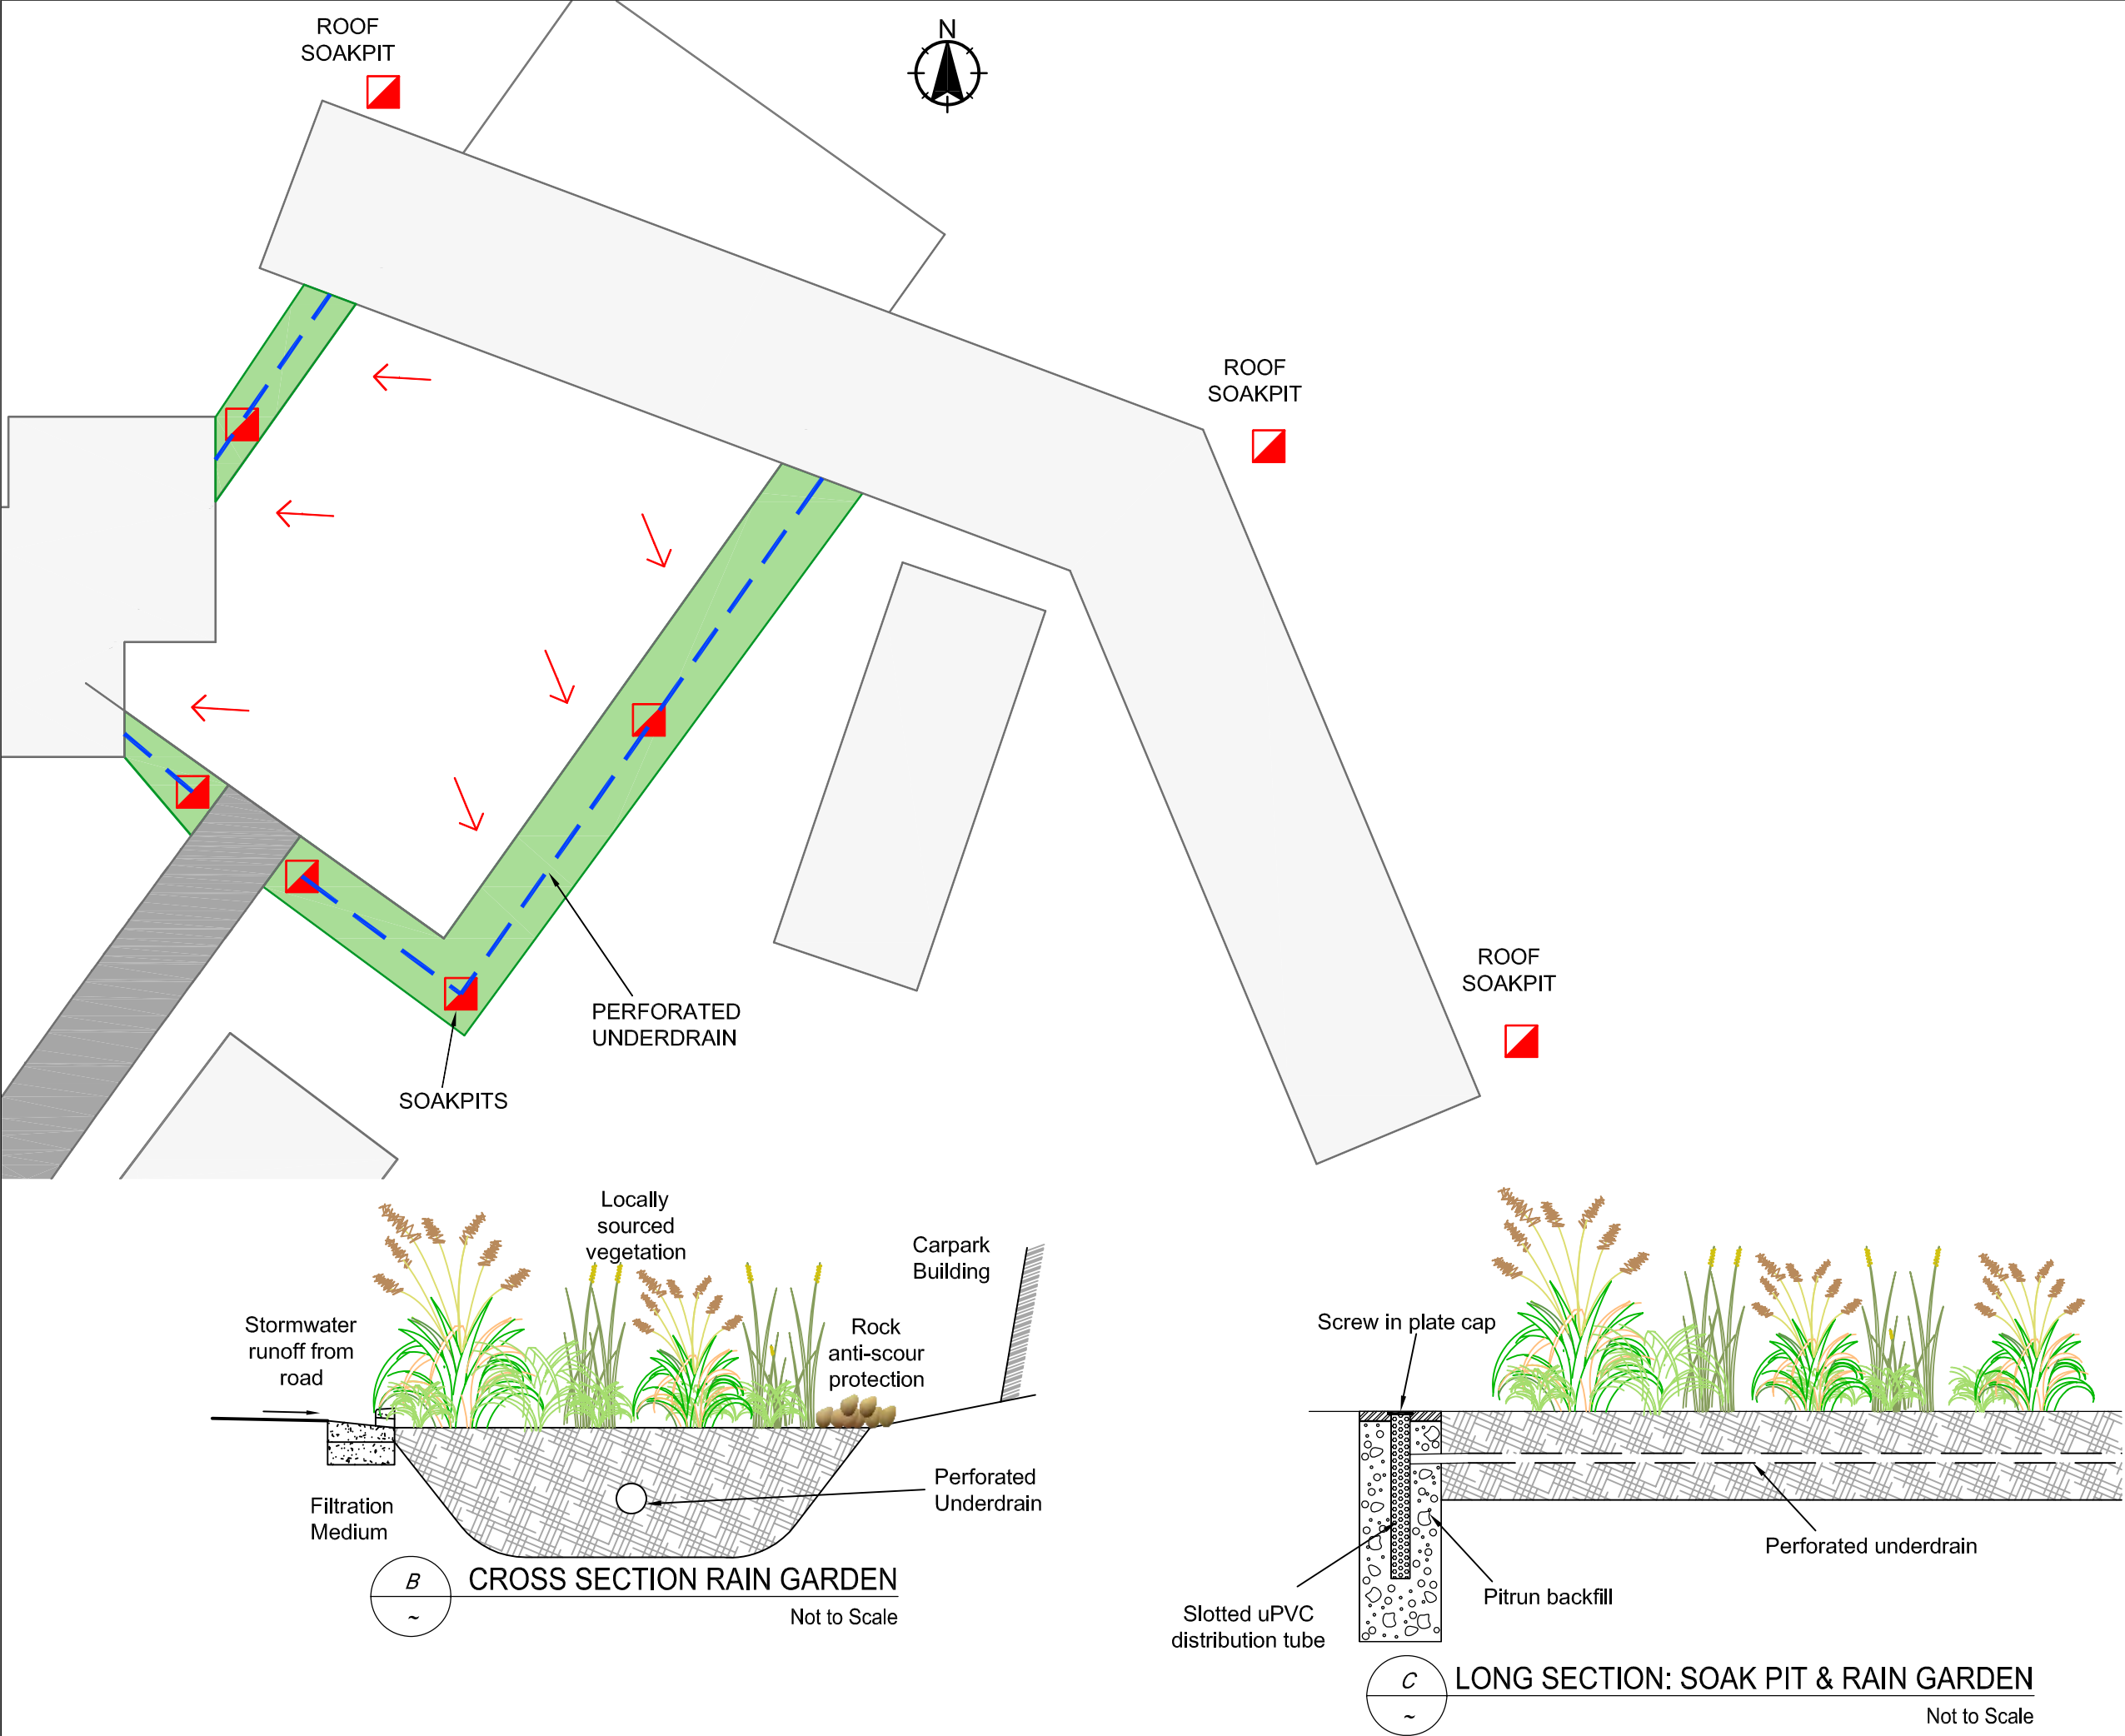 ROOF
SOAKPIT
N
ROOF
SOAKPIT
ROOF
SOAKPIT
PERFORATED
UNDERDRAIN
SOAKPITS
Locally
sourced
vegetation
Carpark
Building
Stormwater
runoff from
road
Rock
anti-scour
protection
Filtration
Medium
Perforated
Underdrain
B
~
CROSS SECTION RAIN GARDEN
Not to Scale
Screw in plate cap
Perforated underdrain
Pitrun backfill
Slotted uPVC
distribution tube
C
~
LONG SECTION: SOAK PIT & RAIN GARDEN
Not to Scale